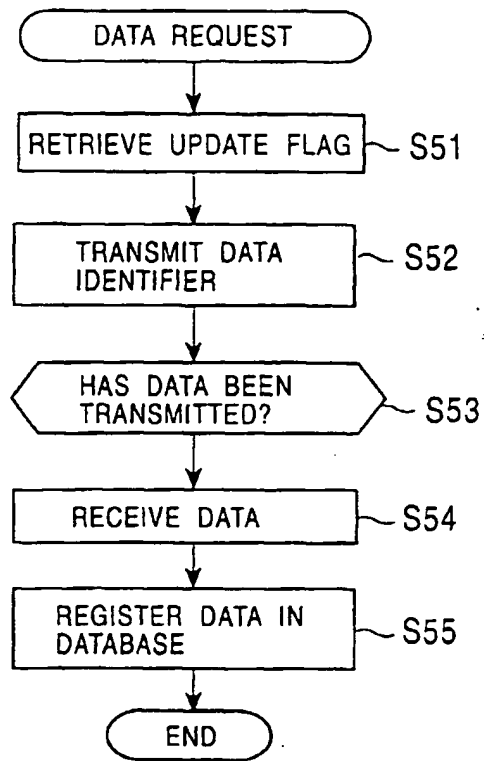 DATA REQUEST
RETRIEVE UPDATE FLAG
S51
TRANSMIT DATA
IDENTIFIER
S52
HAS DATA BEEN
TRANSMITTED?
S53
RECEIVE DATA
S54
REGISTER DATA IN
DATABASE
S55
END